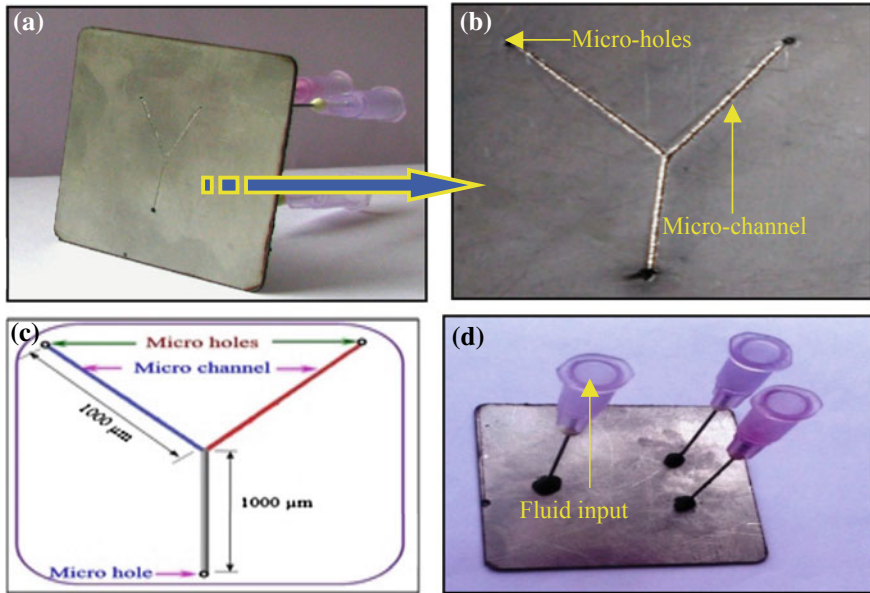 (a)
(b)
Micro-holes
Micro-channel
(c)
Micro holes
Micro channel
1000 µm
1000 µm
Micro hole
(d)
Fluid input